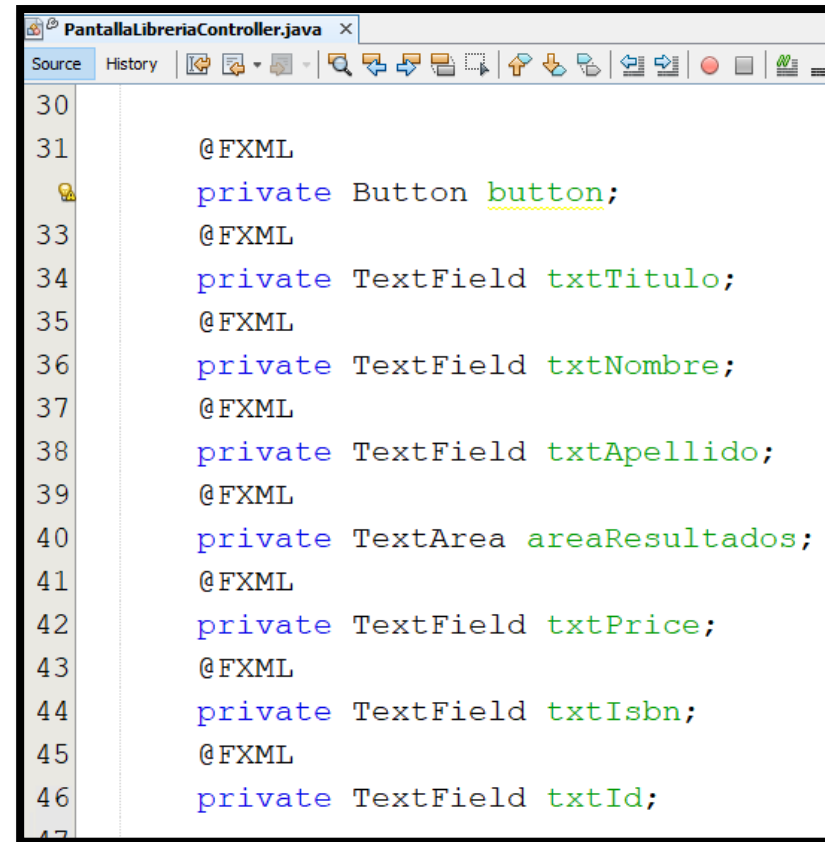 PantallaLibreriaController.java ×
Source History
30
31 @FXML
private Button button;
33 @FXML
34 private TextField txtTitulo;
35 @FXML
36 private TextField txtNombre;
37 @FXML
38 private TextField txtApellido;
39 @FXML
40 private TextArea areaResultados;
41 @FXML
42 private TextField txtPrice;
43 @FXML
44 private TextField txtIsbn;
45 @FXML
46 private TextField txtId;